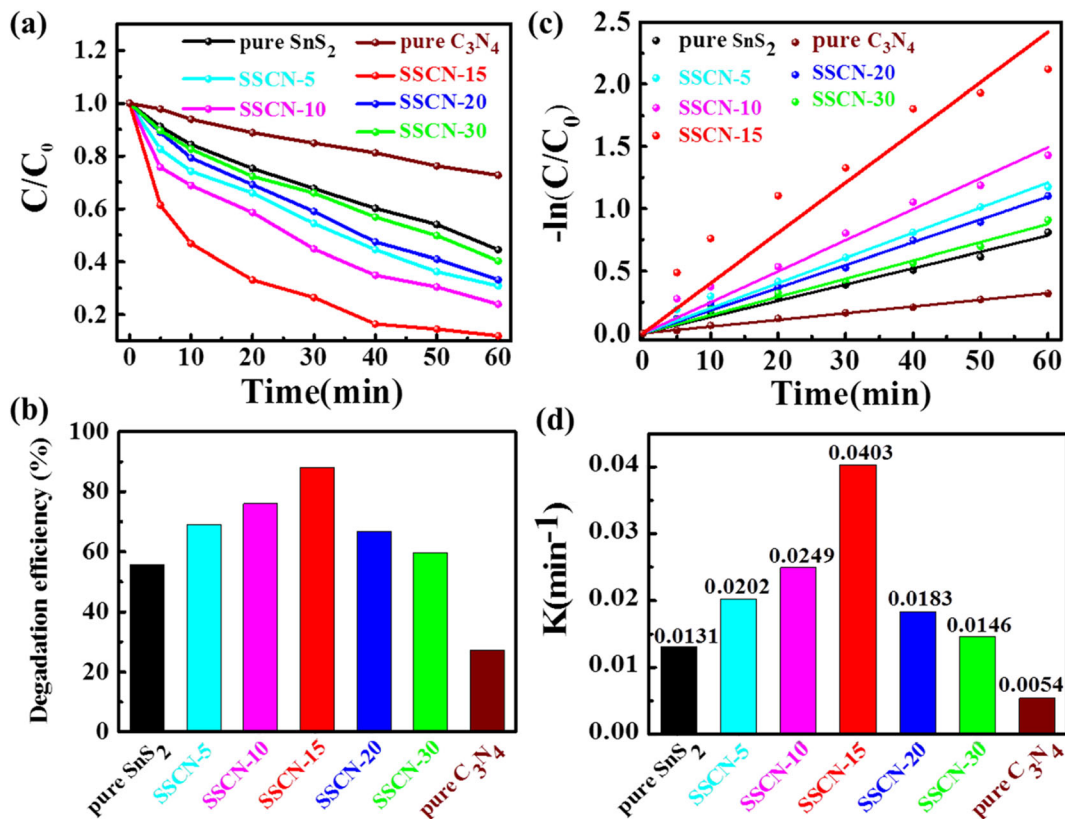 (a)
pure SnS2
pure C3N4
SSCN-5
SSCN-15
SSCN-10
SSCN-20
SSCN-30
1.2
1.0
0.8
0.6
0.4
0.2
C/C0
0 10 20 30 40 50 60
Time(min)
(c)
pure SnS2
pure C3N4
SSCN-5
SSCN-20
SSCN-10
SSCN-30
SSCN-15
-2.5
2.0
1.5
1.0
0.5
0.0
-ln(C/C0)
0 10 20 30 40 50 60
Time(min)
(b)
100
80
60
40
20
0
Degadation efficiency (%)
pure SnS2
SSCN-5
SSCN-10
SSCN-15
SSCN-20
SSCN-30
pure C3N4
(d)
0.04
0.03
0.02
0.01
0.00
K(min-1)
0.0131
0.0202
0.0249
0.0403
0.0183
0.0146
0.0054
pure SnS2
SSCN-5
SSCN-10
SSCN-15
SSCN-20
SSCN-30
pure C3N4